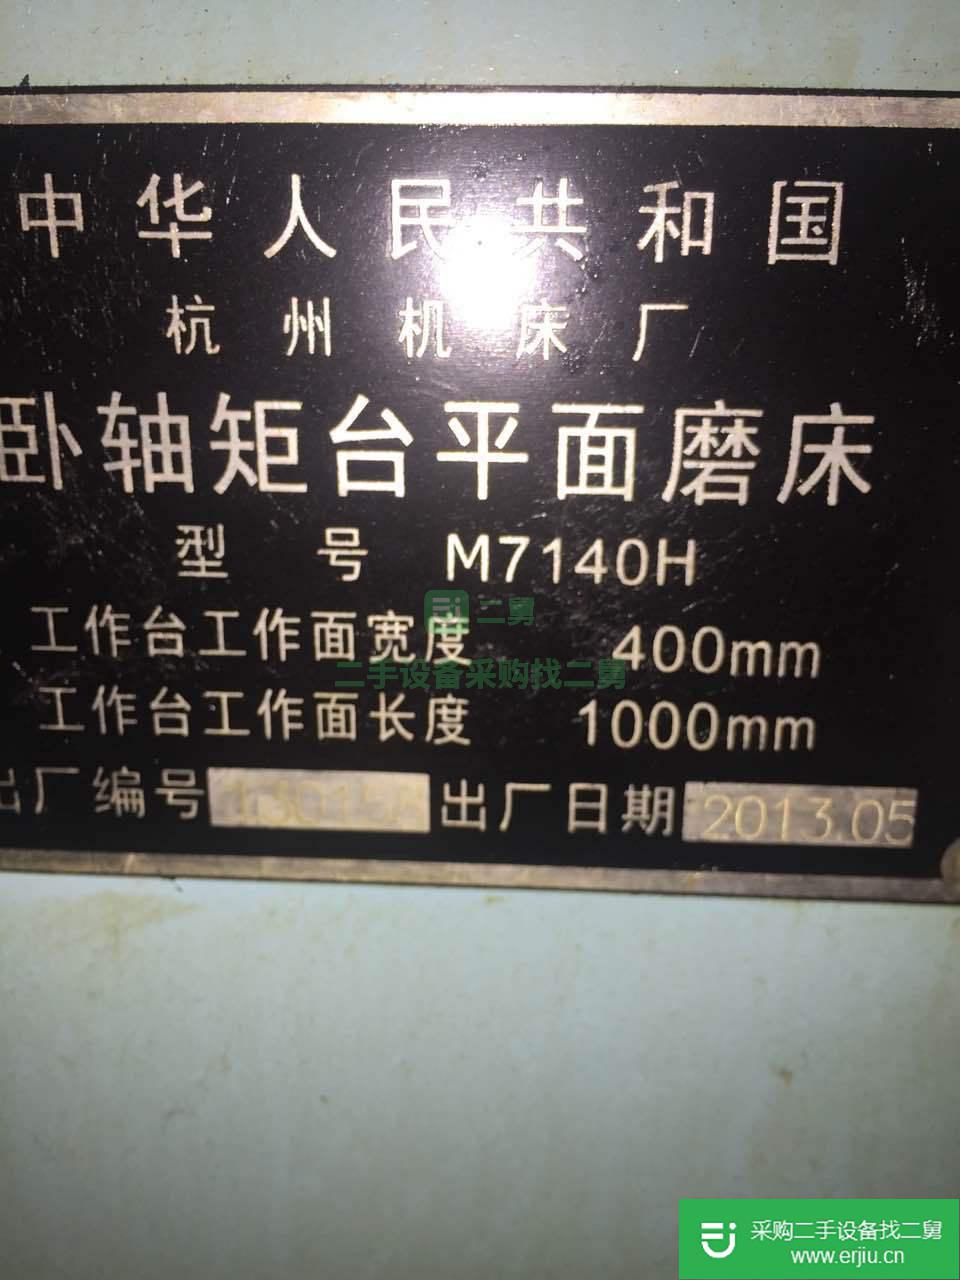 中华人民共和国
杭州机床厂
卧轴矩台平面磨床
型号 M7140H
二舅
工作台工作面宽度 400mm
二手设备采购找二舅
工作台工作面长度 1000mm
出厂编号 出厂日期 2013.05
采购二手设备找二舅
www.erjiu.cn